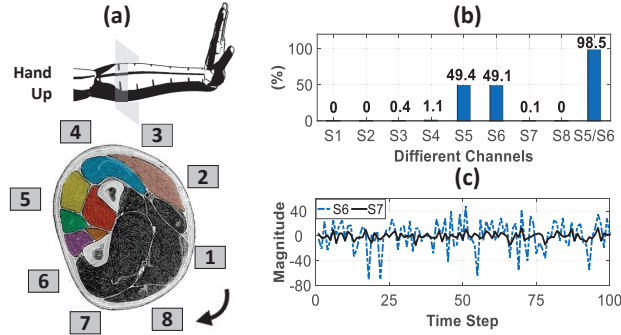 (a)
Hand
Up
4
3
5
2
1
6
7
8
(b)
100
50
0
(%)
0
0
0.4
1.1
49.4
49.1
0.1
0
98.5
S1
S2
S3
S4
S5
S6
S7
S8
S5/S6
Diffierent Channels
(c)
S6
S7
40
0
-40
-80
Magnitude
0
25
50
75
100
Time Step